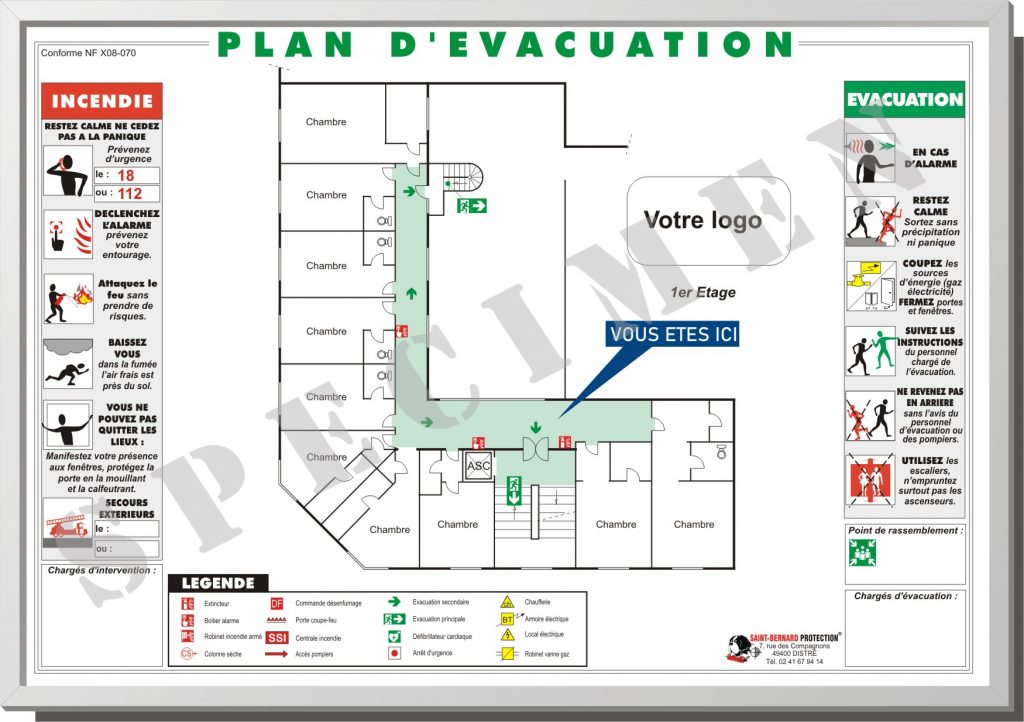 PLAN D'EVACUATION
Conforme NF X08-070
INCENDIE
RESTEZ CALME NE CEDEZ
PAS A LA PANIQUE
Prévenez
d'urgence
le : 18
ou : 112
DECLENCHEZ
L'ALARME
prévenez
votre
entourage.
Attaquez le
feu sans
prendre de
risques.
BAISSEZ
VOUS
dans la fumée
l'air frais est
près du sol.
VOUS NE
POUVEZ PAS
QUITTER LES
LIEUX :
Manifestez votre présence
aux fenêtres, protégez la
porte en la mouillant
et la calfeutrant.
SECOURS
EXTERIEURS
le :
ou :
Chargés d'intervention :
Chambre
Chambre
Chambre
Chambre
Chambre
Chambre
Chambre
Chambre
Chambre
Chambre
ASC
Votre logo
1er Etage
VOUS ETES ICI
SPECIMEN
EVACUATION
EN CAS
D'ALARME
RESTEZ
CALME
Sortez sans
précipitation
ni panique
COUPEZ les
sources
d'énergie (gaz
électricité)
FERMEZ portes
et fenêtres.
SUIVEZ LES
INSTRUCTIONS
du personnel
chargé de
l'évacuation.
NE REVENEZ PAS
EN ARRIERE
sans l'avis du
personnel
d'évacuation ou
des pompiers.
UTILISEZ les
escaliers,
n'empruntez
surtout pas les
ascenseurs.
Point de rassemblement :
Chargés d'évacuation :
LEGENDE
Extincteur
Boitier alarme
Robinet incendie armé
CS Colonne sèche
DF Commande désenfumage
Porte coupe-feu
SSI Centrale incendie
Accès pompiers
Evacuation secondaire
Evacuation principale
Défibrillateur cardiaque
Arrêt d'urgence
Chaufferie
BT Armoire électrique
Local électrique
Robinet vanne gaz
SAINT-BERNARD PROTECTION®
7, rue des Compagnons
49400 DISTRÉ
Tél. 02 41 67 94 14